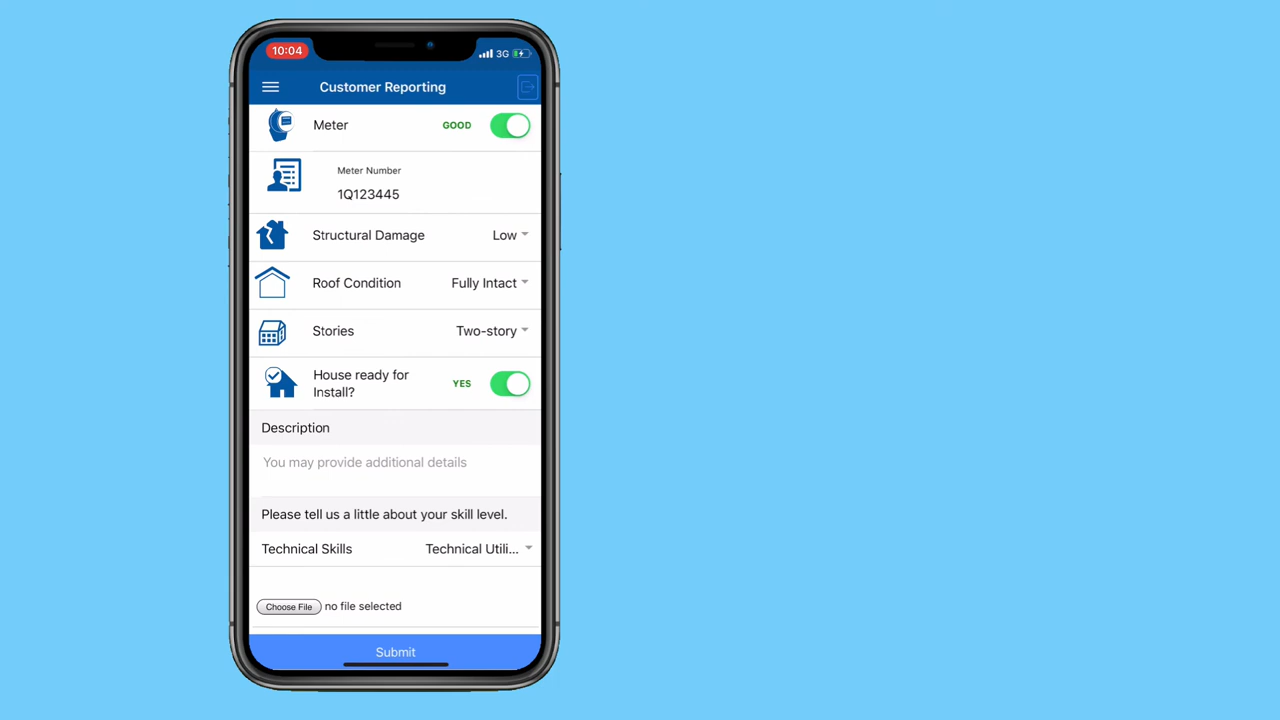 10:04
3G
Customer Reporting
Meter GOOD
Meter Number
1Q123445
Structural Damage Low
Roof Condition Fully Intact
Stories Two-story
House ready for
Install? YES
Description
You may provide additional details
Please tell us a little about your skill level.
Technical Skills Technical Utili...
Choose File no file selected
Submit